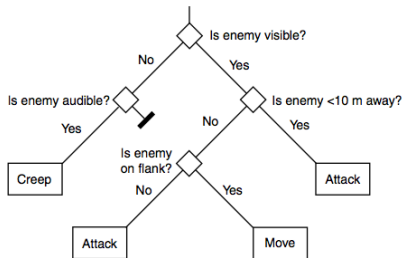 Is enemy visible?
No
Yes
Is enemy audible?
Is enemy <10 m away?
Yes
No
Yes
Is enemy
on flank?
Creep
No
Yes
Attack
Attack
Move